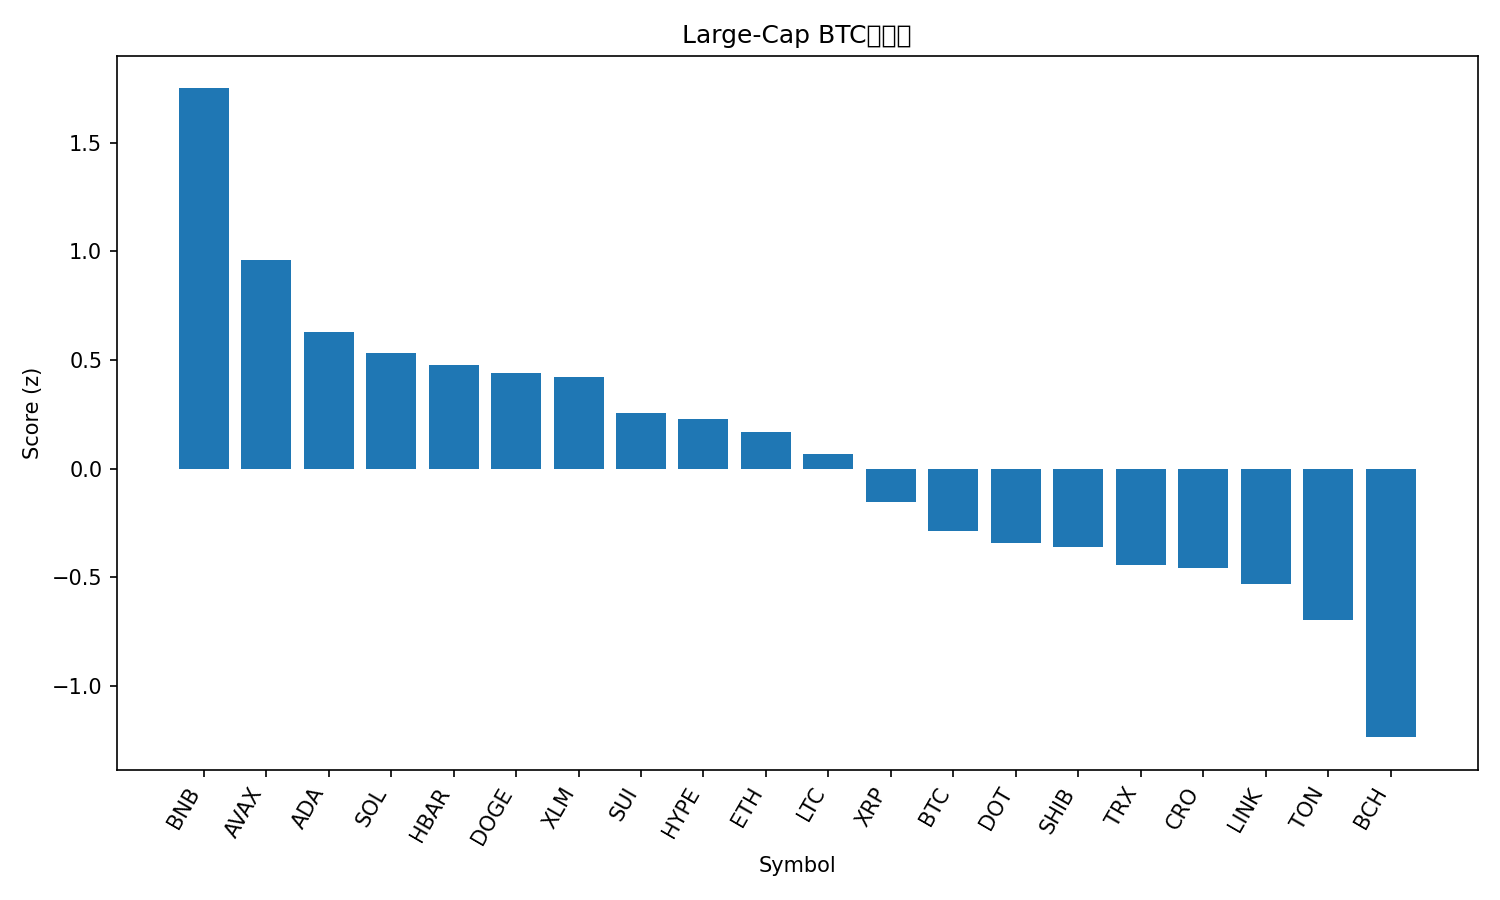 Large-Cap BTC
Score (z)
1.5
1.0
0.5
0.0
−0.5
−1.0
BNB
AVAX
ADA
SOL
HBAR
DOGE
XLM
SUI
HYPE
ETH
LTC
XRP
BTC
DOT
SHIB
TRX
CRO
LINK
TON
BCH
Symbol